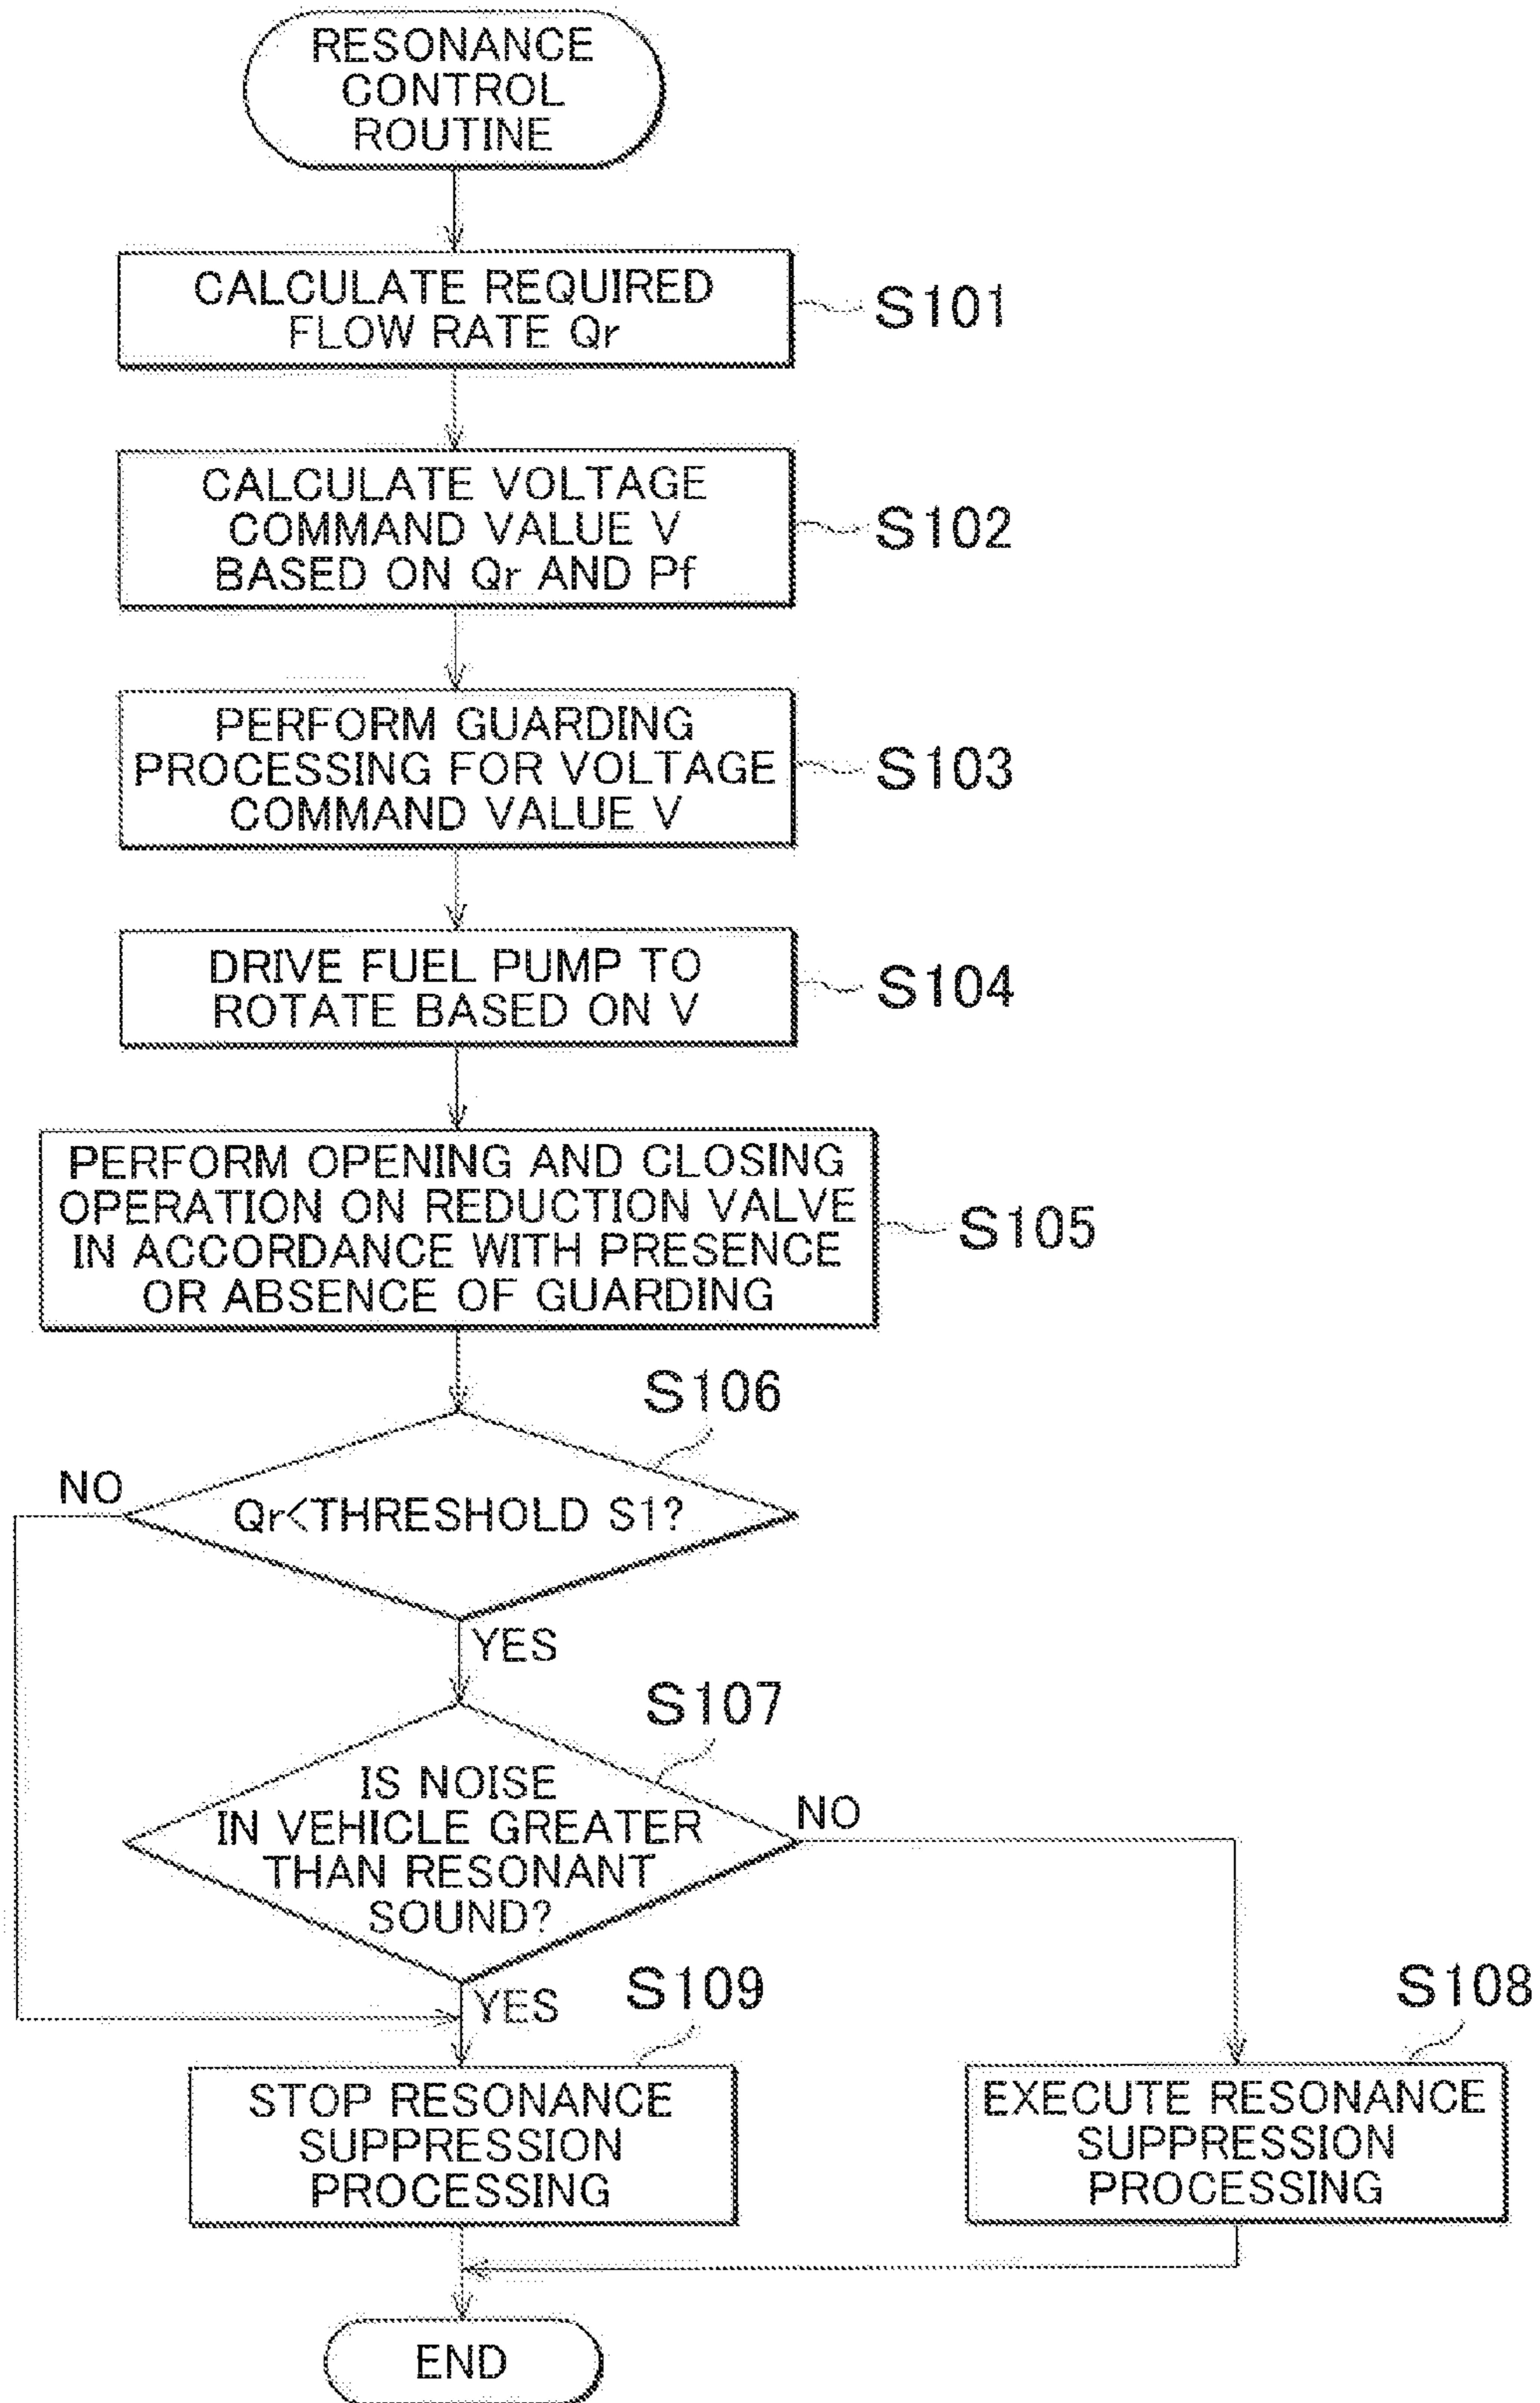 RESONANCE
CONTROL
ROUTINE
CALCULATE REQUIRED
FLOW RATE Qr
S101
CALCULATE VOLTAGE
COMMAND VALUE V
BASED ON Qr AND Pf
S102
PERFORM GUARDING
PROCESSING FOR VOLTAGE
COMMAND VALUE V
S103
DRIVE FUEL PUMP TO
ROTATE BASED ON V
S104
PERFORM OPENING AND CLOSING
OPERATION ON REDUCTION VALVE
IN ACCORDANCE WITH PRESENCE
OR ABSENCE OF GUARDING
S105
S106
NO
Qr<THRESHOLD S1?
YES
S107
IS NOISE
IN VEHICLE GREATER
THAN RESONANT
SOUND?
NO
YES
S109
S108
STOP RESONANCE
SUPPRESSION
PROCESSING
EXECUTE RESONANCE
SUPPRESSION
PROCESSING
END